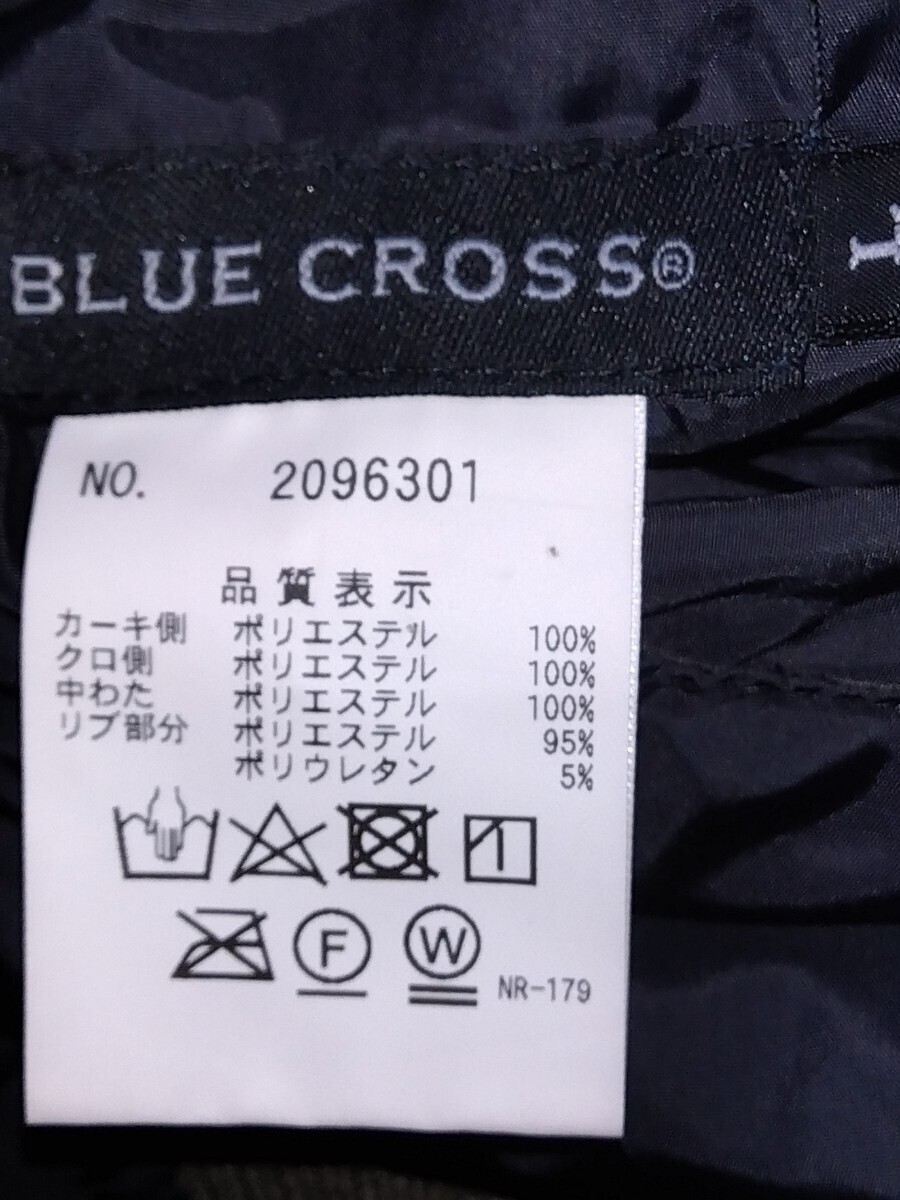 BLUE CROSS®
L
NO. 2096301
品質表示
カーキ側 ポリエステル 100%
クロ側 ポリエステル 100%
中わた ポリエステル 100%
リブ部分 ポリエステル 95%
ポリウレタン 5%
F
W
NR-179